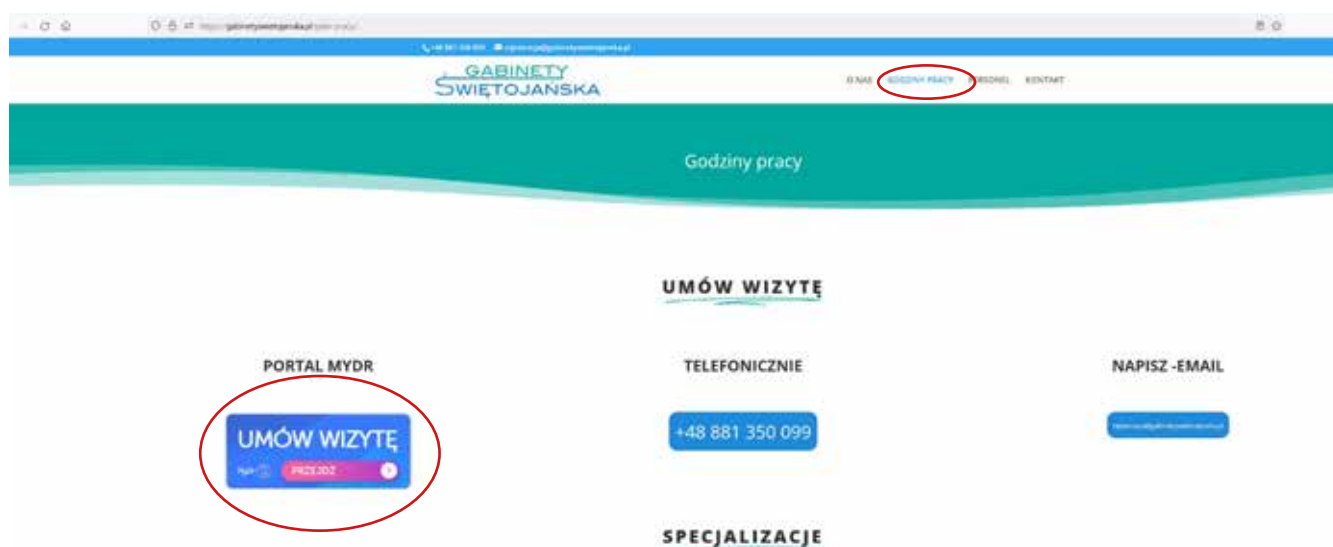 GABINETY
ŚWIĘTOJAŃSKA
O NAS GODZINY PRACY PERSONEL KONTAKT
Godziny pracy
UMÓW WIZYTĘ
PORTAL MYDR
TELEFONICZNIE
NAPISZ -EMAIL
UMÓW WIZYTĘ
PRZEJDŹ
+48 881 350 099
SPECJALIZACJE